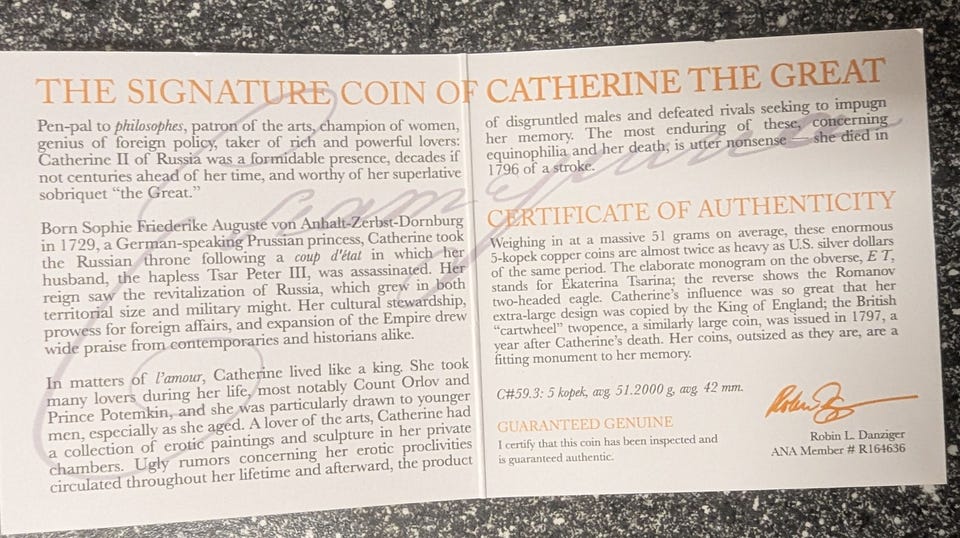 THE SIGNATURE COIN OF CATHERINE THE GREAT
Pen-pal to philosophes, patron of the arts, champion of women,
genius of foreign policy, taker of rich and powerful lovers:
Catherine II of Russia was a formidable presence, decades if
not centuries ahead of her time, and worthy of her superlative
sobriquet “the Great.”
Born Sophie Friederike Auguste von Anhalt-Zerbst-Dornburg
in 1729, a German-speaking Prussian princess, Catherine took
the Russian throne following a coup d’état in which her
husband, the hapless Tsar Peter III, was assassinated. Her
reign saw the revitalization of Russia, which grew in both
territorial size and military might. Her cultural stewardship,
prowess for foreign affairs, and expansion of the Empire drew
wide praise from contemporaries and historians alike.
In matters of l’amour, Catherine lived like a king. She took
many lovers during her life, most notably Count Orlov and
Prince Potemkin, and she was particularly drawn to younger
men, especially as she aged. A lover of the arts, Catherine had
a collection of erotic paintings and sculpture in her private
chambers. Ugly rumors concerning her erotic proclivities
circulated throughout her lifetime and afterward, the product
of disgruntled males and defeated rivals seeking to impugn
her memory. The most enduring of these, concerning
equinophilia and her death, is utter nonsense — she died in
1796 of a stroke.
CERTIFICATE OF AUTHENTICITY
Weighing in at a massive 51 grams on average, these enormous
5-kopek copper coins are almost twice as heavy as U.S. silver dollars
of the same period. The elaborate monogram on the obverse, E T,
stands for Ekaterina Tsarina; the reverse shows the Romanov
two-headed eagle. Catherine’s influence was so great that her
extra-large design was copied by the King of England; the British
“cartwheel” twopence, a similarly large coin, was issued in 1797, a
year after Catherine’s death. Her coins, outsized as they are, are a
fitting monument to her memory.
C#59.3: 5 kopek, avg. 51.2000 g, avg. 42 mm.
GUARANTEED GENUINE
I certify that this coin has been inspected and
is guaranteed authentic.
Robin L. Danziger
ANA Member # R164636